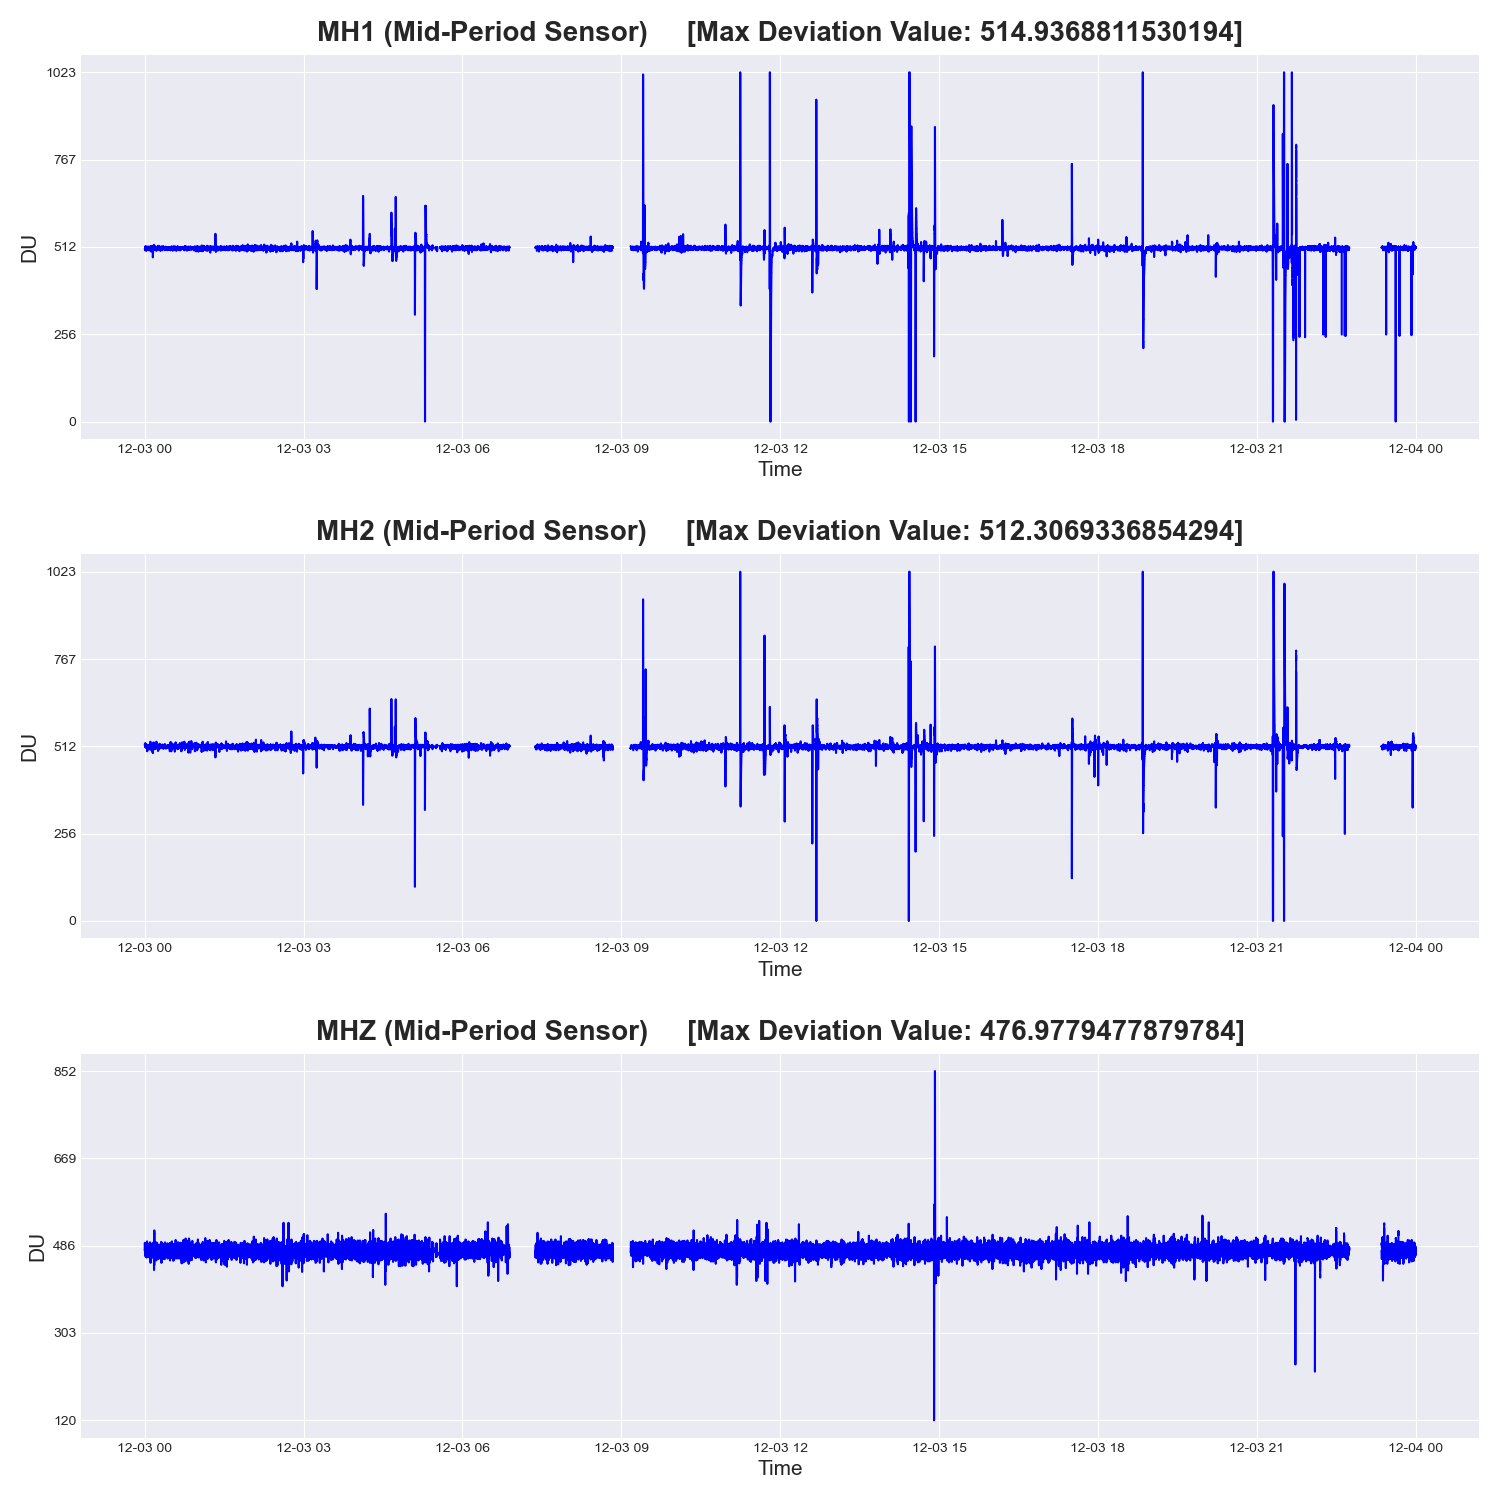 MH1 (Mid-Period Sensor) [Max Deviation Value: 514.9368811530194]
1023
767
512
256
0
DU
12-03 00 12-03 03 12-03 06 12-03 09 12-03 12 12-03 15 12-03 18 12-03 21 12-04 00
Time
MH2 (Mid-Period Sensor) [Max Deviation Value: 512.3069336854294]
1023
767
512
256
0
DU
12-03 00 12-03 03 12-03 06 12-03 09 12-03 12 12-03 15 12-03 18 12-03 21 12-04 00
Time
MHZ (Mid-Period Sensor) [Max Deviation Value: 476.9779477879784]
852
669
486
303
120
DU
12-03 00 12-03 03 12-03 06 12-03 09 12-03 12 12-03 15 12-03 18 12-03 21 12-04 00
Time